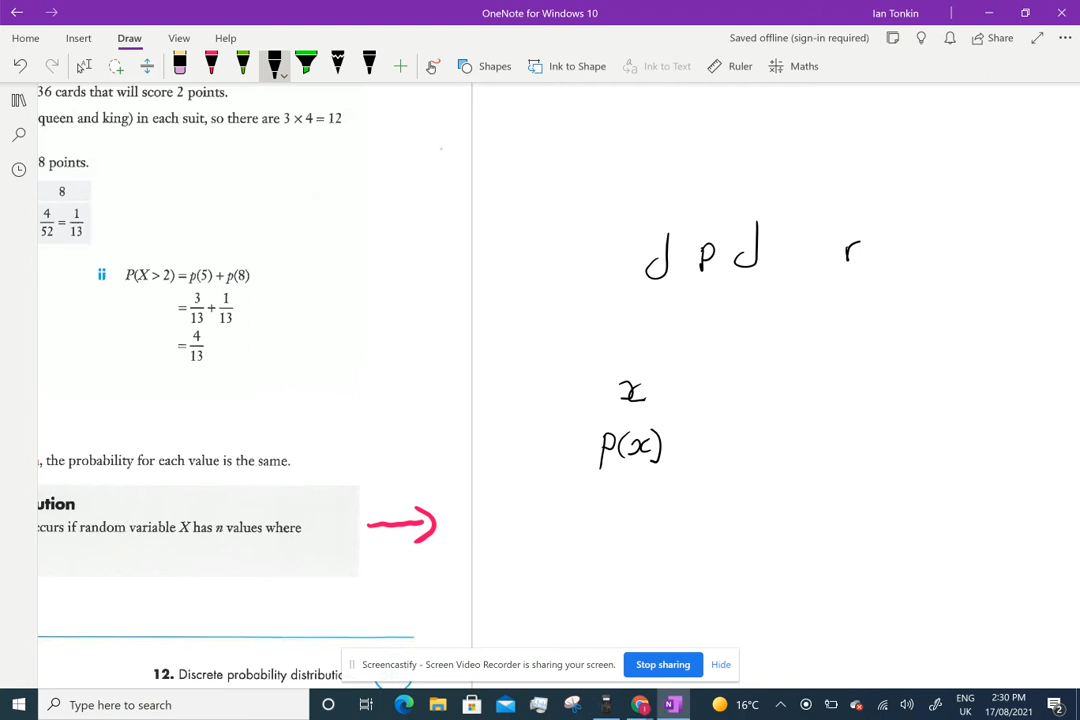 OneNote for Windows 10
Ian Tonkin
Home Insert Draw View Help
Saved offline (sign-in required)
Share
Shapes
Ink to Shape
Ink to Text
Ruler
Maths
36 cards that will score 2 points.
queen and king) in each suit, so there are 3 × 4 = 12
8 points.
8
4/52 = 1/13
ii P(X > 2) = p(5) + p(8)
= 3/13 + 1/13
= 4/13
, the probability for each value is the same.
ution
ccurs if random variable X has n values where
12. Discrete probability distributic
d p d r
x
p(x)
Screencastify - Screen Video Recorder is sharing your screen.
Stop sharing
Hide
Type here to search
16°C
ENG
UK
2:30 PM
17/08/2021
2